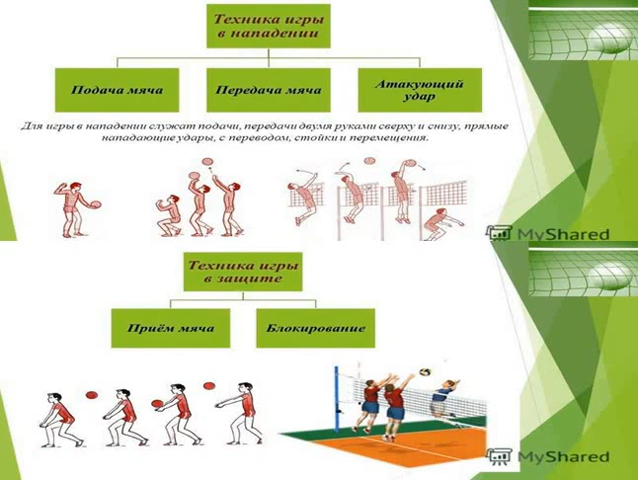 Техника игры
в нападении
Подача мяча
Передача мяча
Атакующий
удар
Для игры в нападении служат подачи, передачи двумя руками сверху и снизу, прямые
нападающие удары, с переводом, стойки и перемещения.
MyShared
Техника игры
в защите
Приём мяча
Блокирование
MyShared